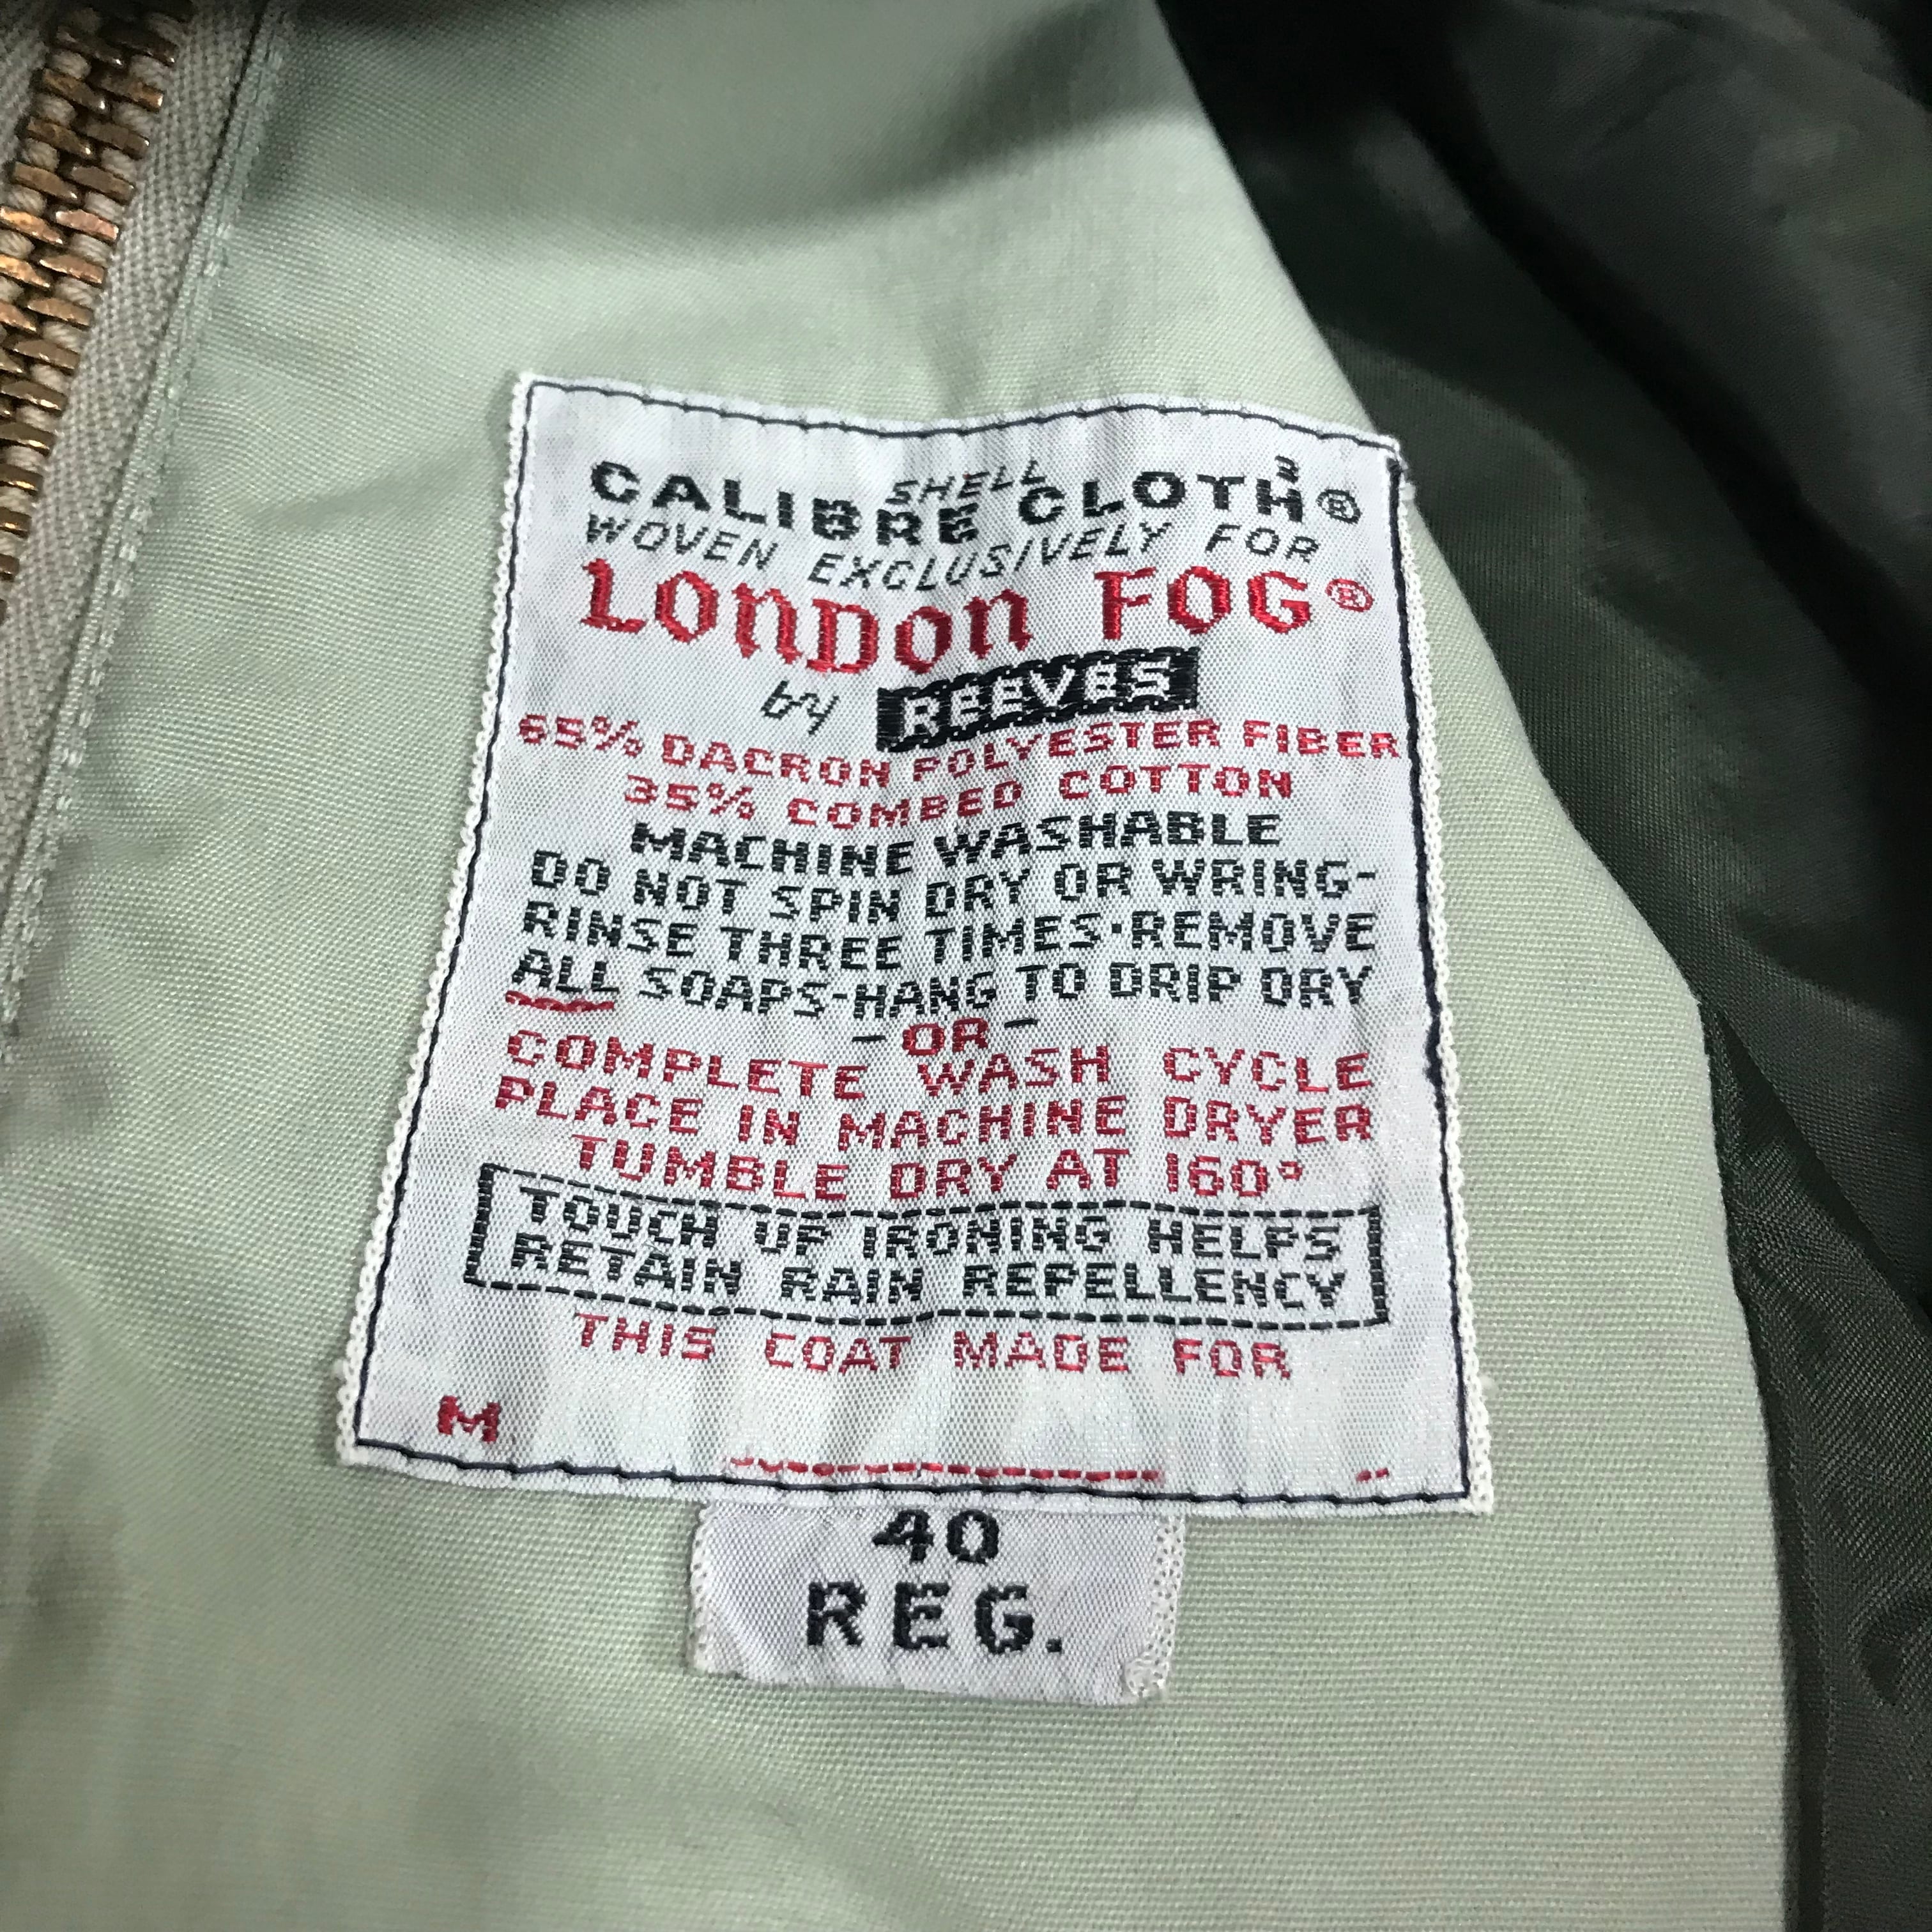 SHELL
CALIBRE CLOTH³®
WOVEN EXCLUSIVELY FOR
LONDON FOG®
by REEVES
65% DACRON POLYESTER FIBER
35% COMBED COTTON
MACHINE WASHABLE
DO NOT SPIN DRY OR WRING-
RINSE THREE TIMES·REMOVE
ALL SOAPS-HANG TO DRIP DRY
- OR -
COMPLETE WASH CYCLE
PLACE IN MACHINE DRYER
TUMBLE DRY AT 160°
TOUCH UP IRONING HELPS
RETAIN RAIN REPELLENCY
THIS COAT MADE FOR
M
40
REG.